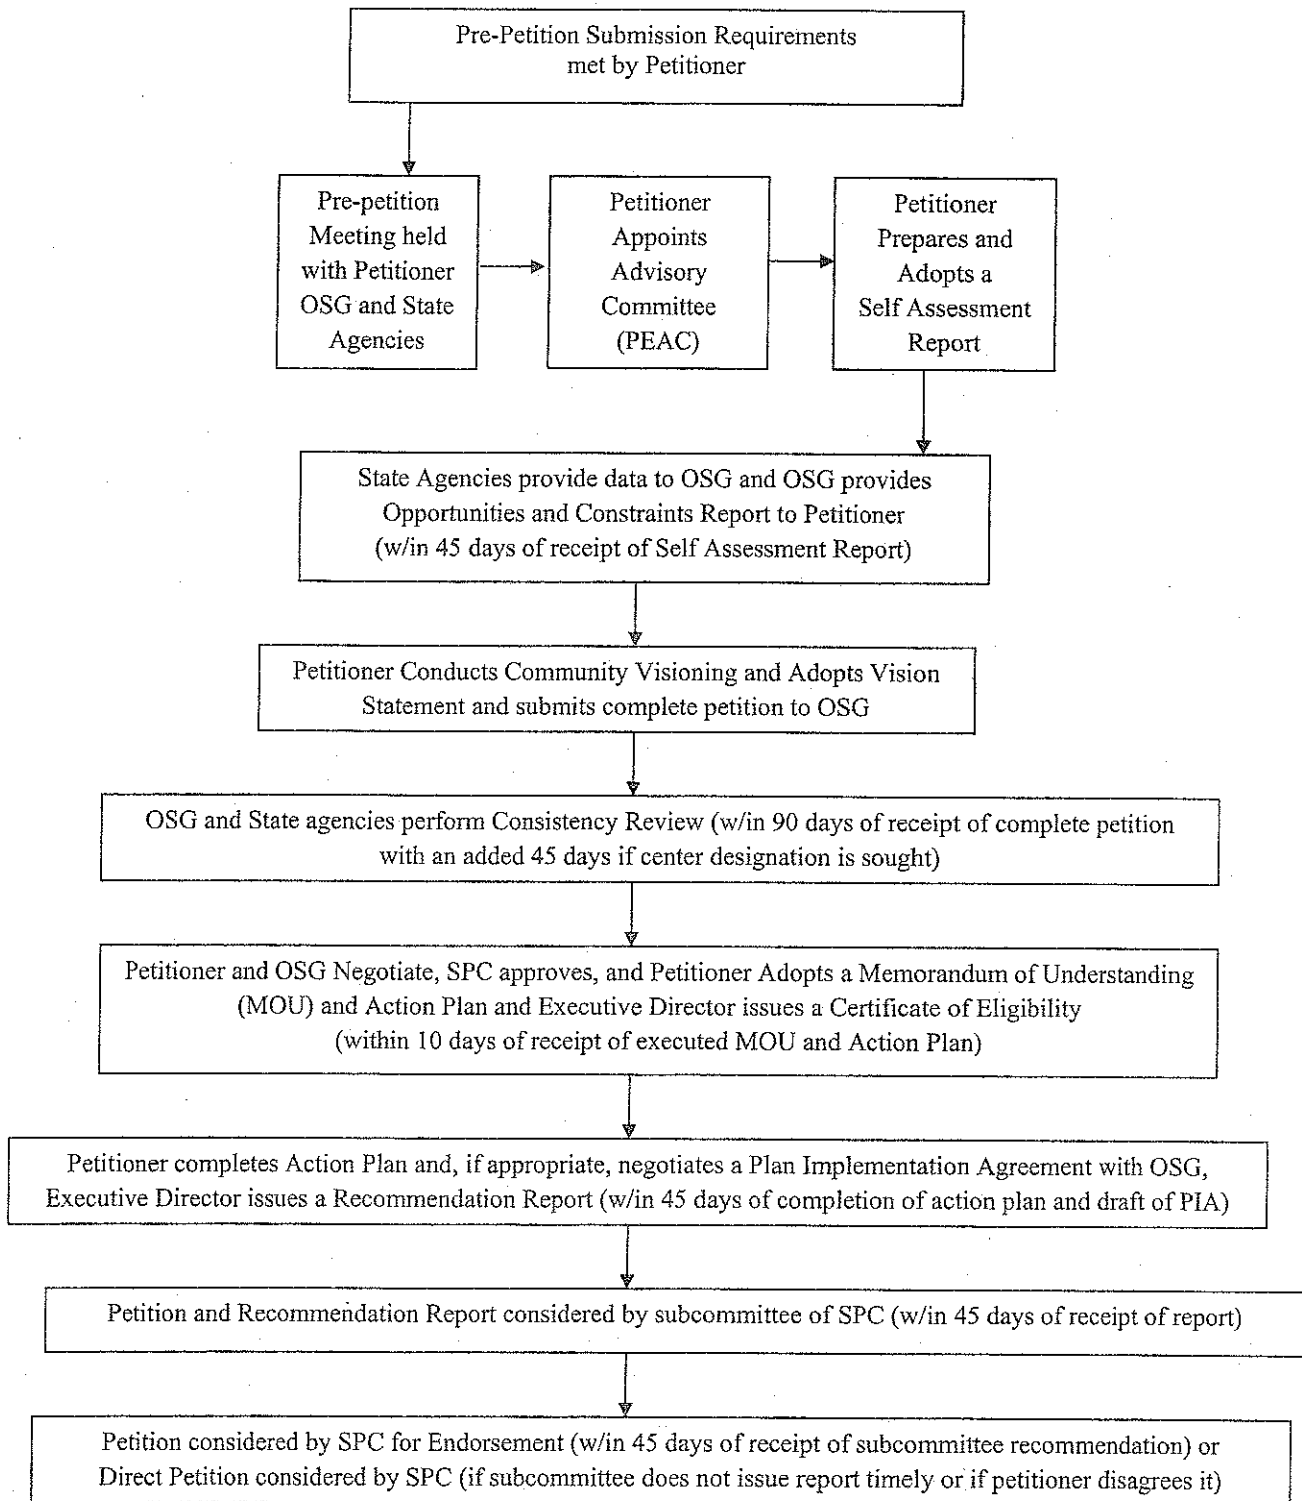 Pre-Petition Submission Requirements
met by Petitioner
Pre-petition
Meeting held
with Petitioner
OSG and State
Agencies
Petitioner
Appoints
Advisory
Committee
(PEAC)
Petitioner
Prepares and
Adopts a
Self Assessment
Report
State Agencies provide data to OSG and OSG provides
Opportunities and Constraints Report to Petitioner
(w/in 45 days of receipt of Self Assessment Report)
Petitioner Conducts Community Visioning and Adopts Vision
Statement and submits complete petition to OSG
OSG and State agencies perform Consistency Review (w/in 90 days of receipt of complete petition
with an added 45 days if center designation is sought)
Petitioner and OSG Negotiate, SPC approves, and Petitioner Adopts a Memorandum of Understanding
(MOU) and Action Plan and Executive Director issues a Certificate of Eligibility
(within 10 days of receipt of executed MOU and Action Plan)
Petitioner completes Action Plan and, if appropriate, negotiates a Plan Implementation Agreement with OSG,
Executive Director issues a Recommendation Report (w/in 45 days of completion of action plan and draft of PIA)
Petition and Recommendation Report considered by subcommittee of SPC (w/in 45 days of receipt of report)
Petition considered by SPC for Endorsement (w/in 45 days of receipt of subcommittee recommendation) or
Direct Petition considered by SPC (if subcommittee does not issue report timely or if petitioner disagrees it)